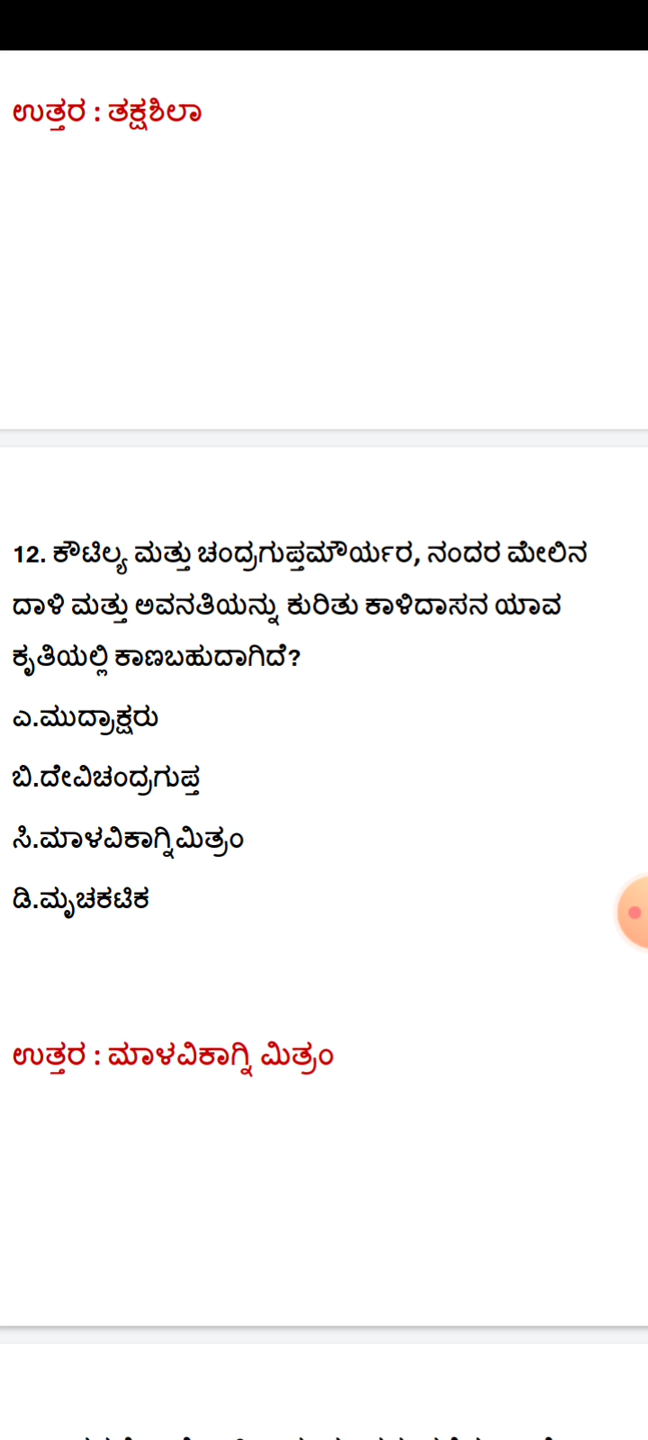 ಉತ್ತರ : ತಕ್ಷಶಿಲಾ
12. ಕೌಟಿಲ್ಯ ಮತ್ತು ಚಂದ್ರಗುಪ್ತಮೌರ್ಯರ, ನಂದರ ಮೇಲಿನ
ದಾಳಿ ಮತ್ತು ಅವನತಿಯನ್ನು ಕುರಿತು ಕಾಳಿದಾಸನ ಯಾವ
ಕೃತಿಯಲ್ಲಿ ಕಾಣಬಹುದಾಗಿದೆ?
ಎ.ಮುದ್ರಾಕ್ಷರು
ಬಿ.ದೇವಿಚಂದ್ರಗುಪ್ತ
ಸಿ.ಮಾಳವಿಕಾಗ್ನಿಮಿತ್ರಂ
ಡಿ.ಮೃಚಕಟಿಕ
ಉತ್ತರ : ಮಾಳವಿಕಾಗ್ನಿ ಮಿತ್ರಂ